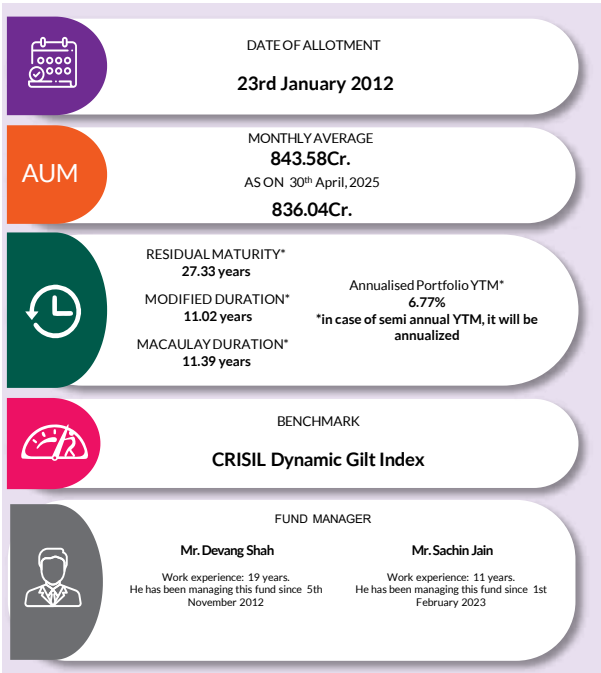 DATE OF ALLOTMENT
23rd January 2012
AUM
MONTHLY AVERAGE
843.58Cr.
AS ON 30th April, 2025
836.04Cr.
RESIDUAL MATURITY*
27.33 years
MODIFIED DURATION*
11.02 years
MACAULAY DURATION*
11.39 years
Annualised Portfolio YTM*
6.77%
*in case of semi annual YTM, it will be
annualized
BENCHMARK
CRISIL Dynamic Gilt Index
FUND MANAGER
Mr. Devang Shah
Work experience: 19 years.
He has been managing this fund since 5th
November 2012
Mr. Sachin Jain
Work experience: 11 years.
He has been managing this fund since 1st
February 2023